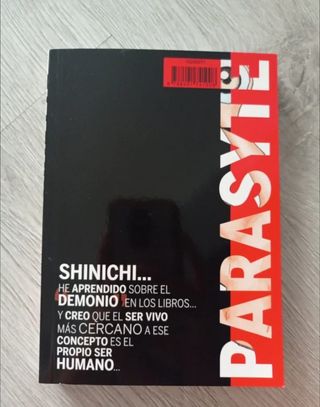 SHINICHI...
HE APRENDIDO SOBRE EL
DEMONIO EN LOS LIBROS...
Y CREO QUE EL SER VIVO
MÁS CERCANO A ESE
CONCEPTO ES EL
PROPIO SER
HUMANO...
PARASYTE